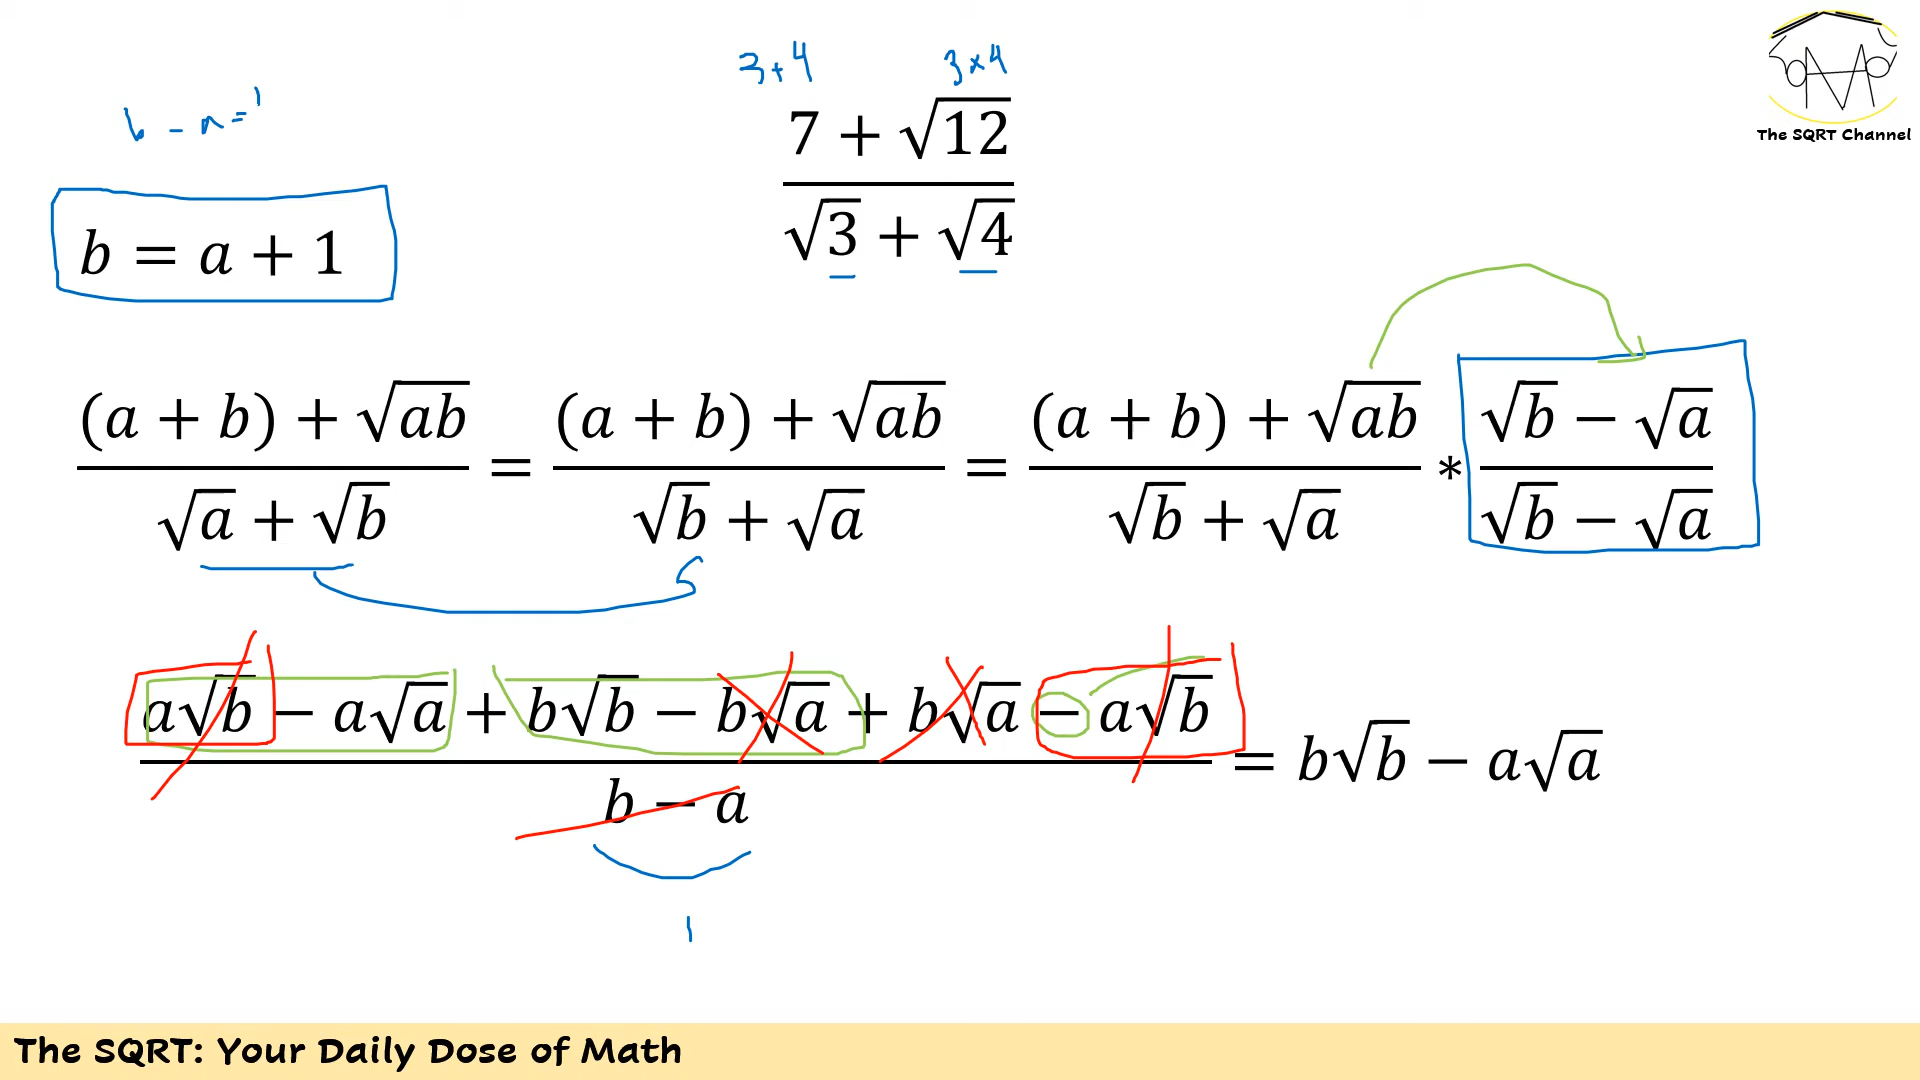 3+4 3×4
b - a = 1
7 + √12
√3 + √4
b = a + 1
The SQRT Channel
(a + b) + √ab = (a + b) + √ab = (a + b) + √ab * √b − √a
√a + √b √b + √a √b + √a √b − √a
a√b − a√a + b√b − b√a + b√a − a√b = b√b − a√a
b − a
1
The SQRT: Your Daily Dose of Math